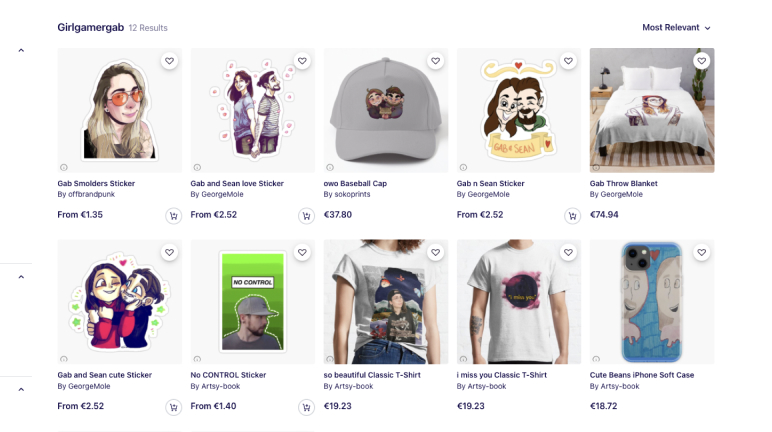 Girlgamergab 12 Results
Most Relevant
GAB & SEAN
Gab Smolders Sticker
By offbrandpunk
From €1.35
Gab and Sean love Sticker
By GeorgeMole
From €2.52
owo Baseball Cap
By sokoprints
€37.80
Gab n Sean Sticker
By GeorgeMole
From €2.52
Gab Throw Blanket
By GeorgeMole
€74.94
NO CONTROL
"i miss you"
Gab and Sean cute Sticker
By GeorgeMole
From €2.52
No CONTROL Sticker
By Artsy-book
From €1.40
so beautiful Classic T-Shirt
By Artsy-book
€19.23
i miss you Classic T-Shirt
By Artsy-book
€19.23
Cute Beans iPhone Soft Case
By Artsy-book
€18.72